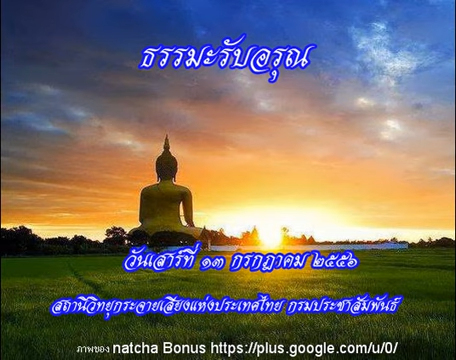 ธรรมะรับอรุณ
วันเสาร์ที่ ๑๓ กรกฎาคม ๒๕๕๖
สถานีวิทยุกระจายเสียงแห่งประเทศไทย กรมประชาสัมพันธ์
ภาพของ natcha Bonus https://plus.google.com/u/0/